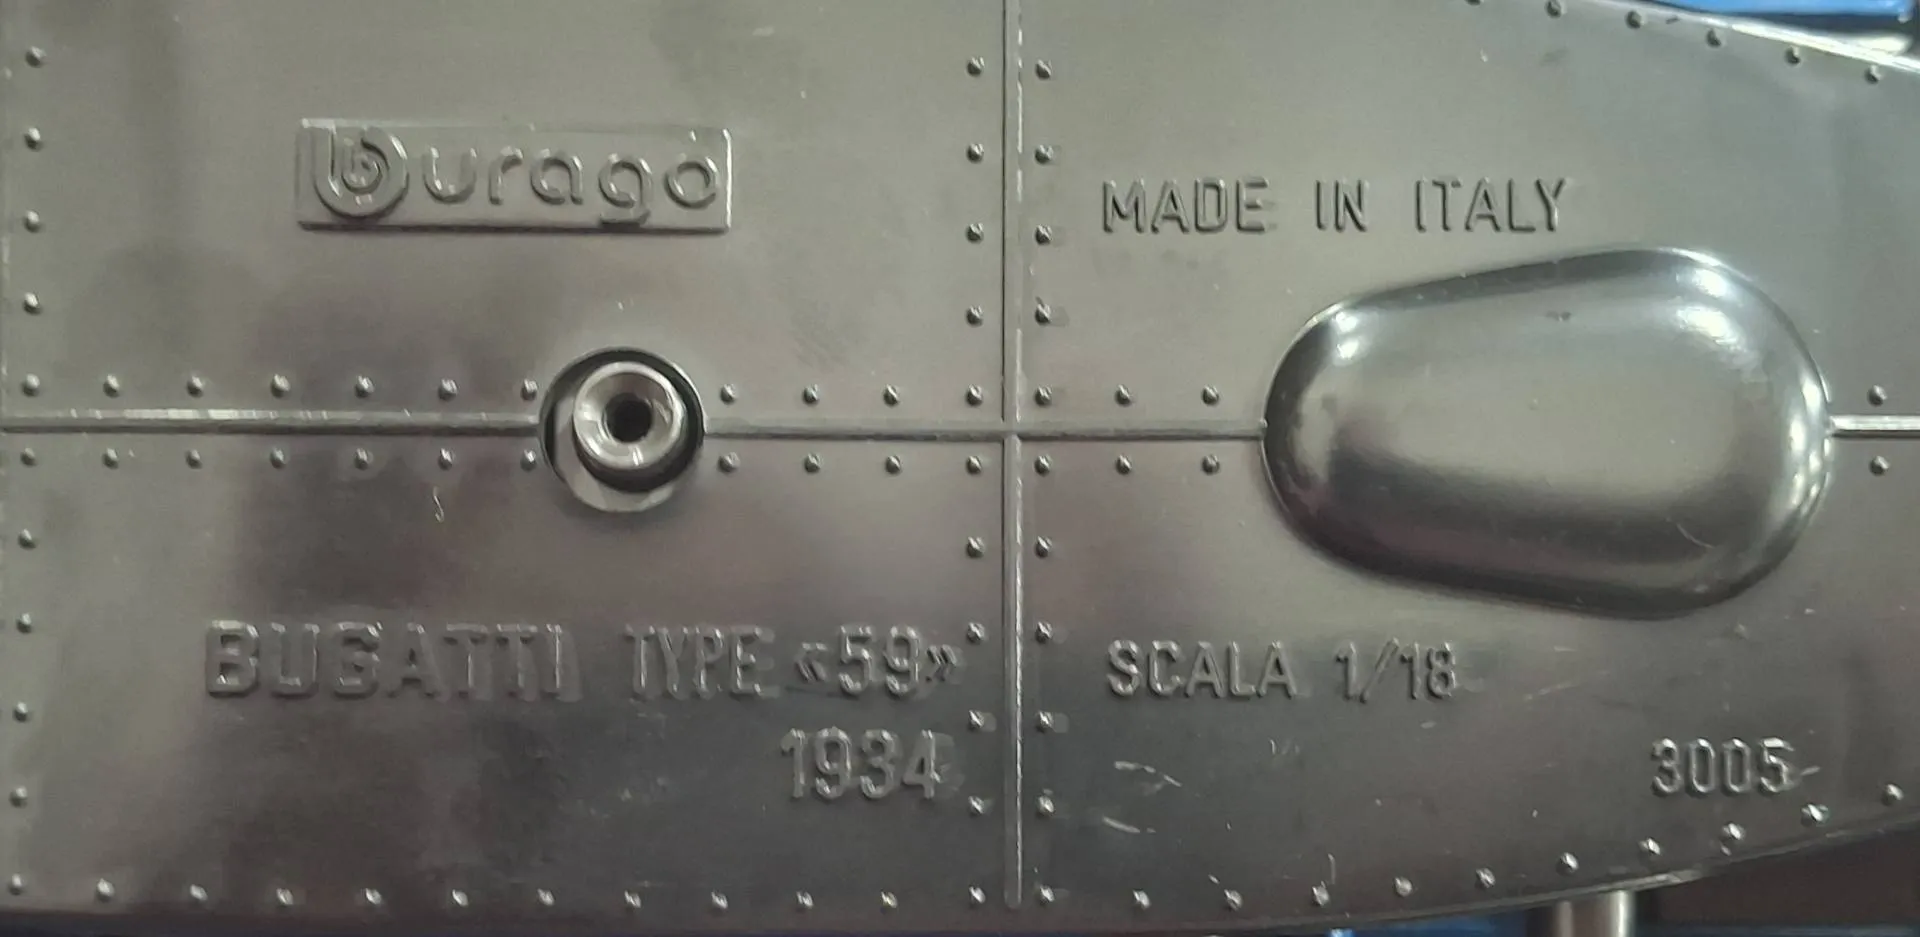 burago
MADE IN ITALY
BUGATTI TYPE «59»
1934
SCALA 1/18
3005